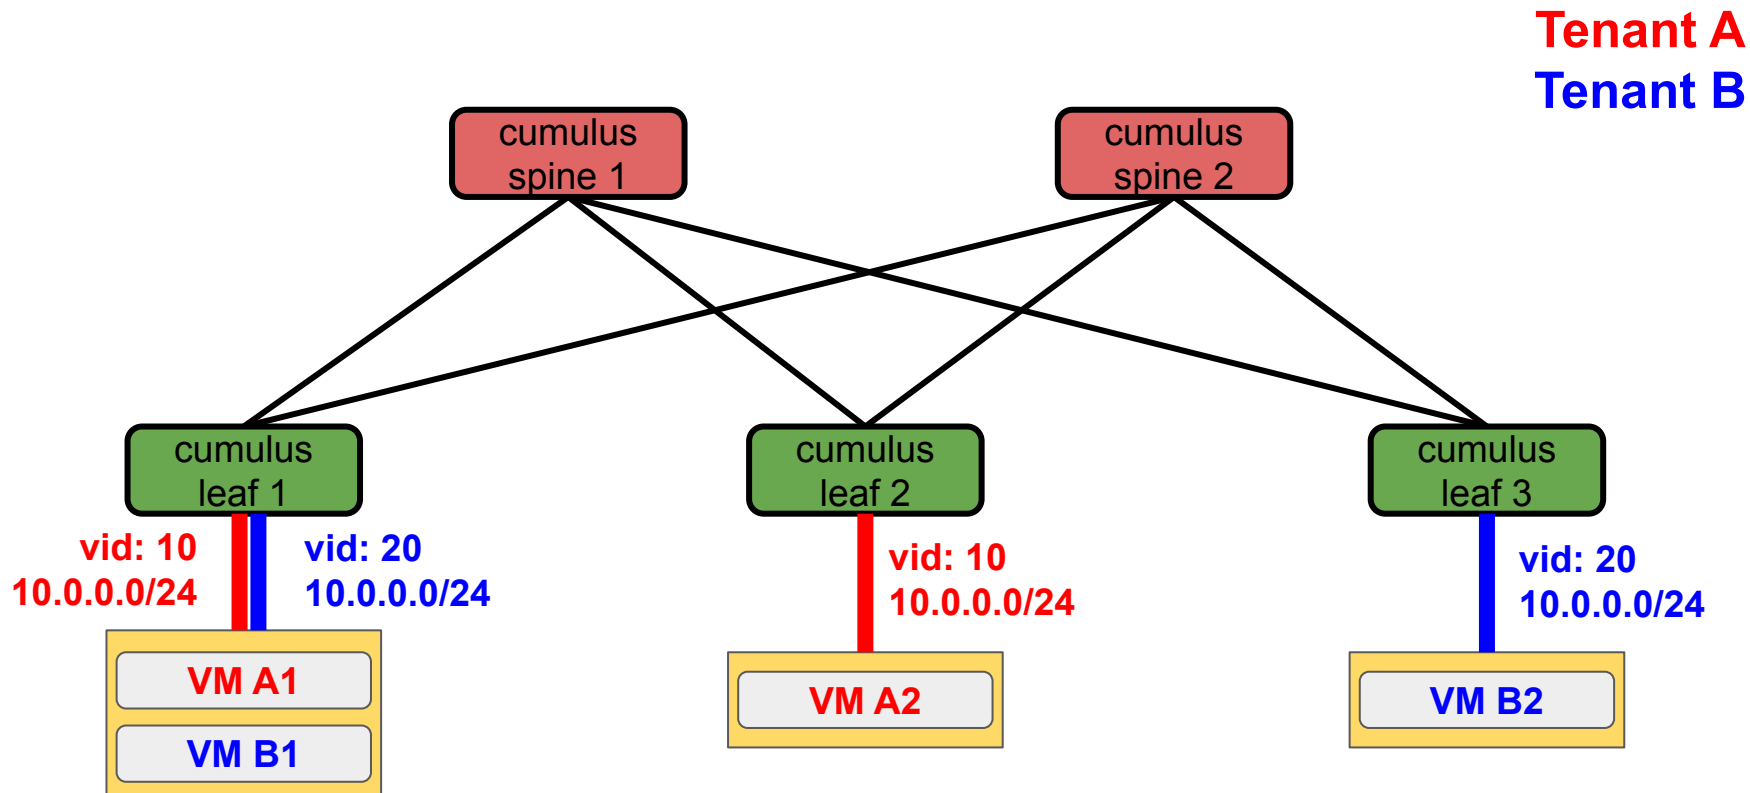 Tenant A
Tenant B
cumulus
spine 1
cumulus
spine 2
cumulus
leaf 1
cumulus
leaf 2
cumulus
leaf 3
vid: 10
10.0.0.0/24
vid: 20
10.0.0.0/24
vid: 10
10.0.0.0/24
vid: 20
10.0.0.0/24
VM A1
VM B1
VM A2
VM B2